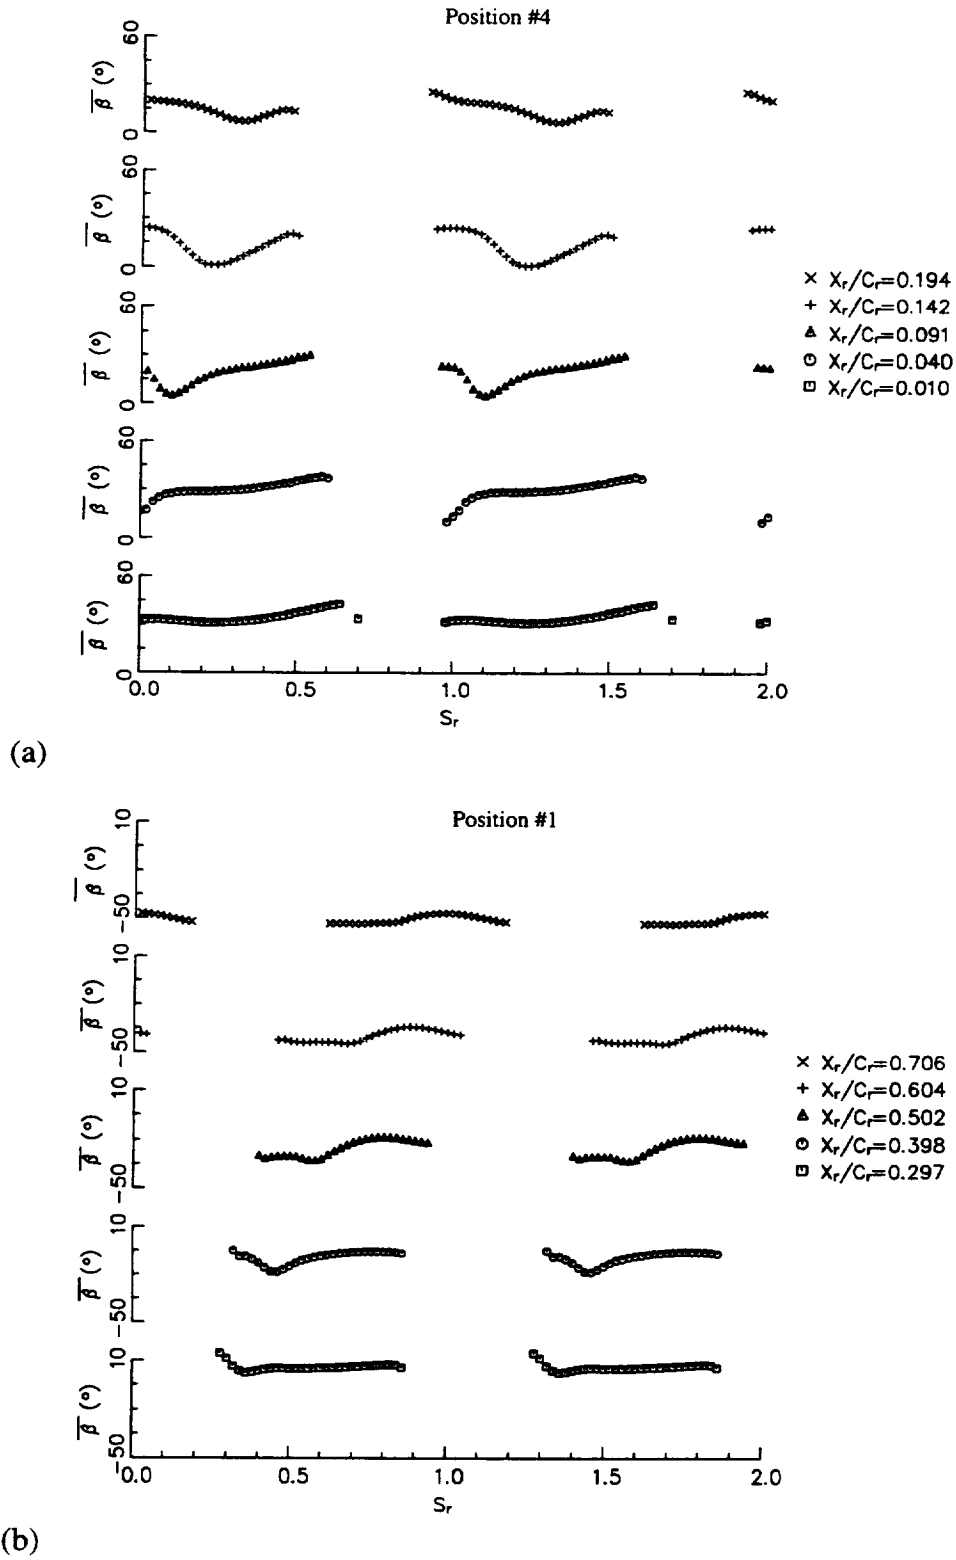 Position #4
60
β (°)
0
60
β (°)
0
60
β (°)
0
60
β (°)
0
60
β (°)
0
× Xr/Cr=0.194
+ Xr/Cr=0.142
Xr/Cr=0.091
Xr/Cr=0.040
Xr/Cr=0.010
0.0 0.5 1.0 1.5 2.0
Sr
(a)
Position #1
10
β (°)
-50
10
β (°)
-50
10
β (°)
-50
10
β (°)
-50
10
β (°)
-50
× Xr/Cr=0.706
+ Xr/Cr=0.604
Xr/Cr=0.502
Xr/Cr=0.398
Xr/Cr=0.297
0.0 0.5 1.0 1.5 2.0
Sr
(b)